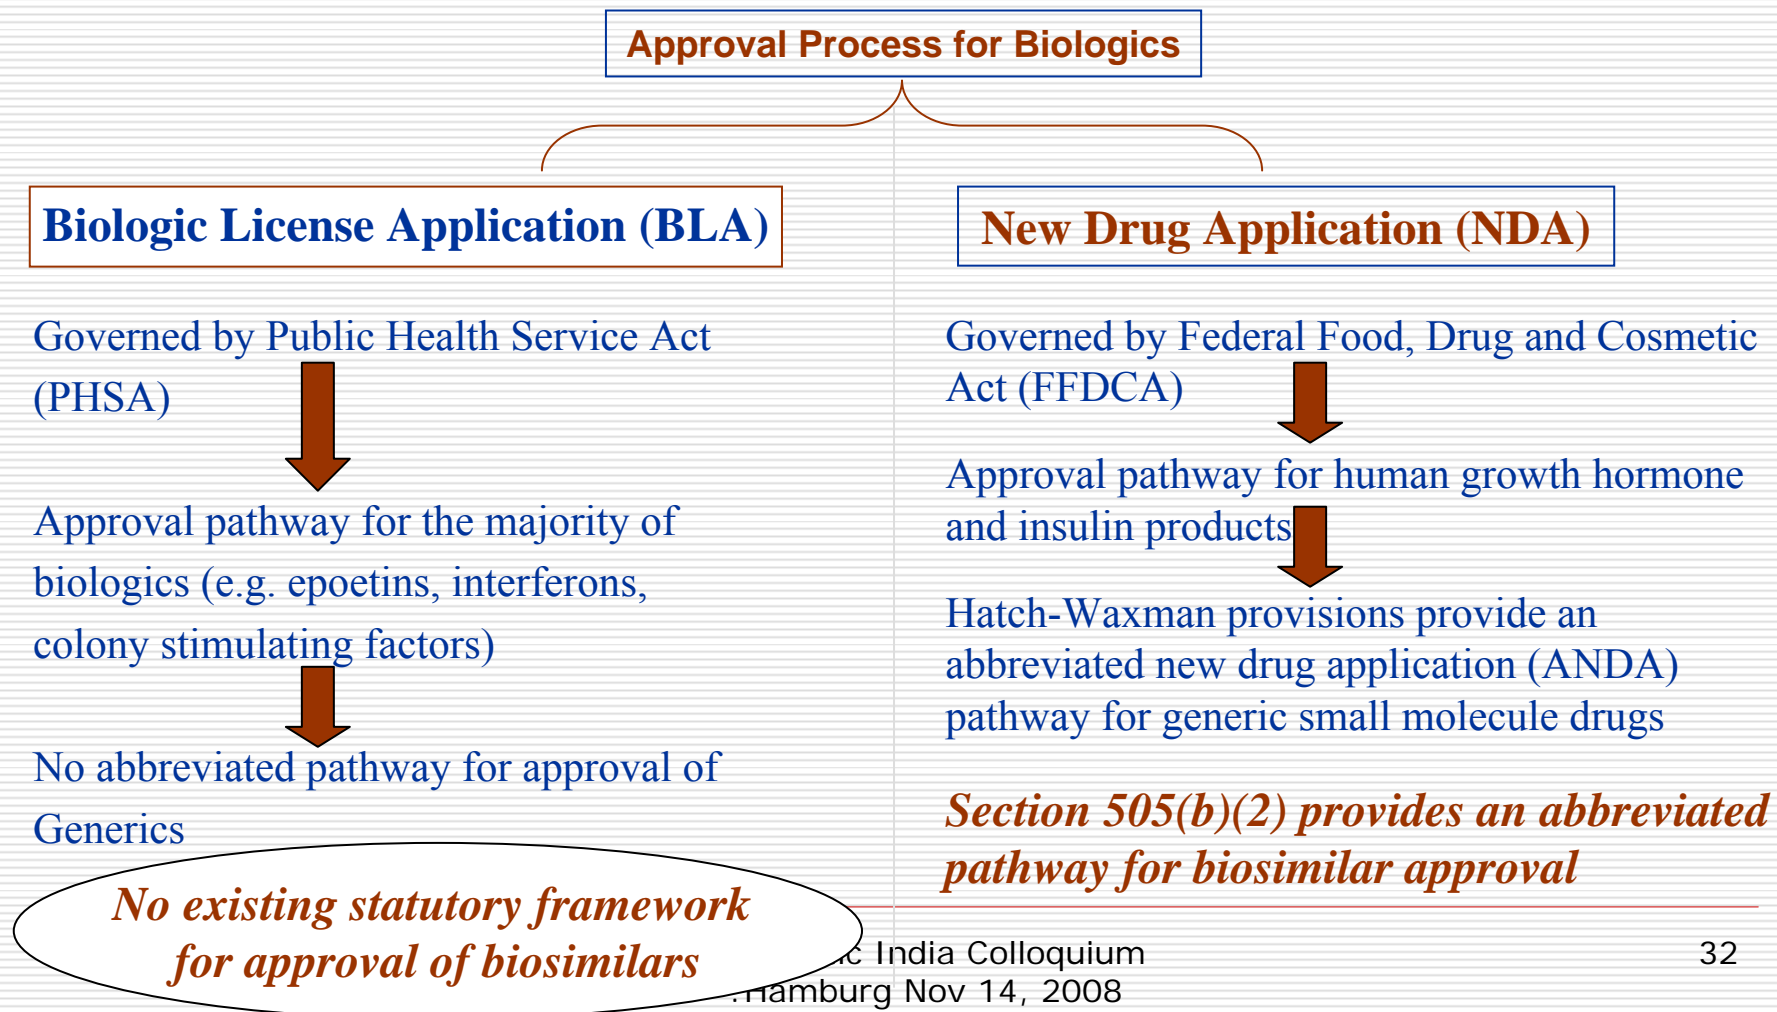 Approval Process for Biologics
Biologic License Application (BLA)
Governed by Public Health Service Act
(PHSA)
Approval pathway for the majority of
biologics (e.g. epoetins, interferons,
colony stimulating factors)
No abbreviated pathway for approval of
Generics
No existing statutory framework
for approval of biosimilars
New Drug Application (NDA)
Governed by Federal Food, Drug and Cosmetic
Act (FFDCA)
Approval pathway for human growth hormone
and insulin products
Hatch-Waxman provisions provide an
abbreviated new drug application (ANDA)
pathway for generic small molecule drugs
Section 505(b)(2) provides an abbreviated
pathway for biosimilar approval
India Colloquium
Hamburg Nov 14, 2008
32